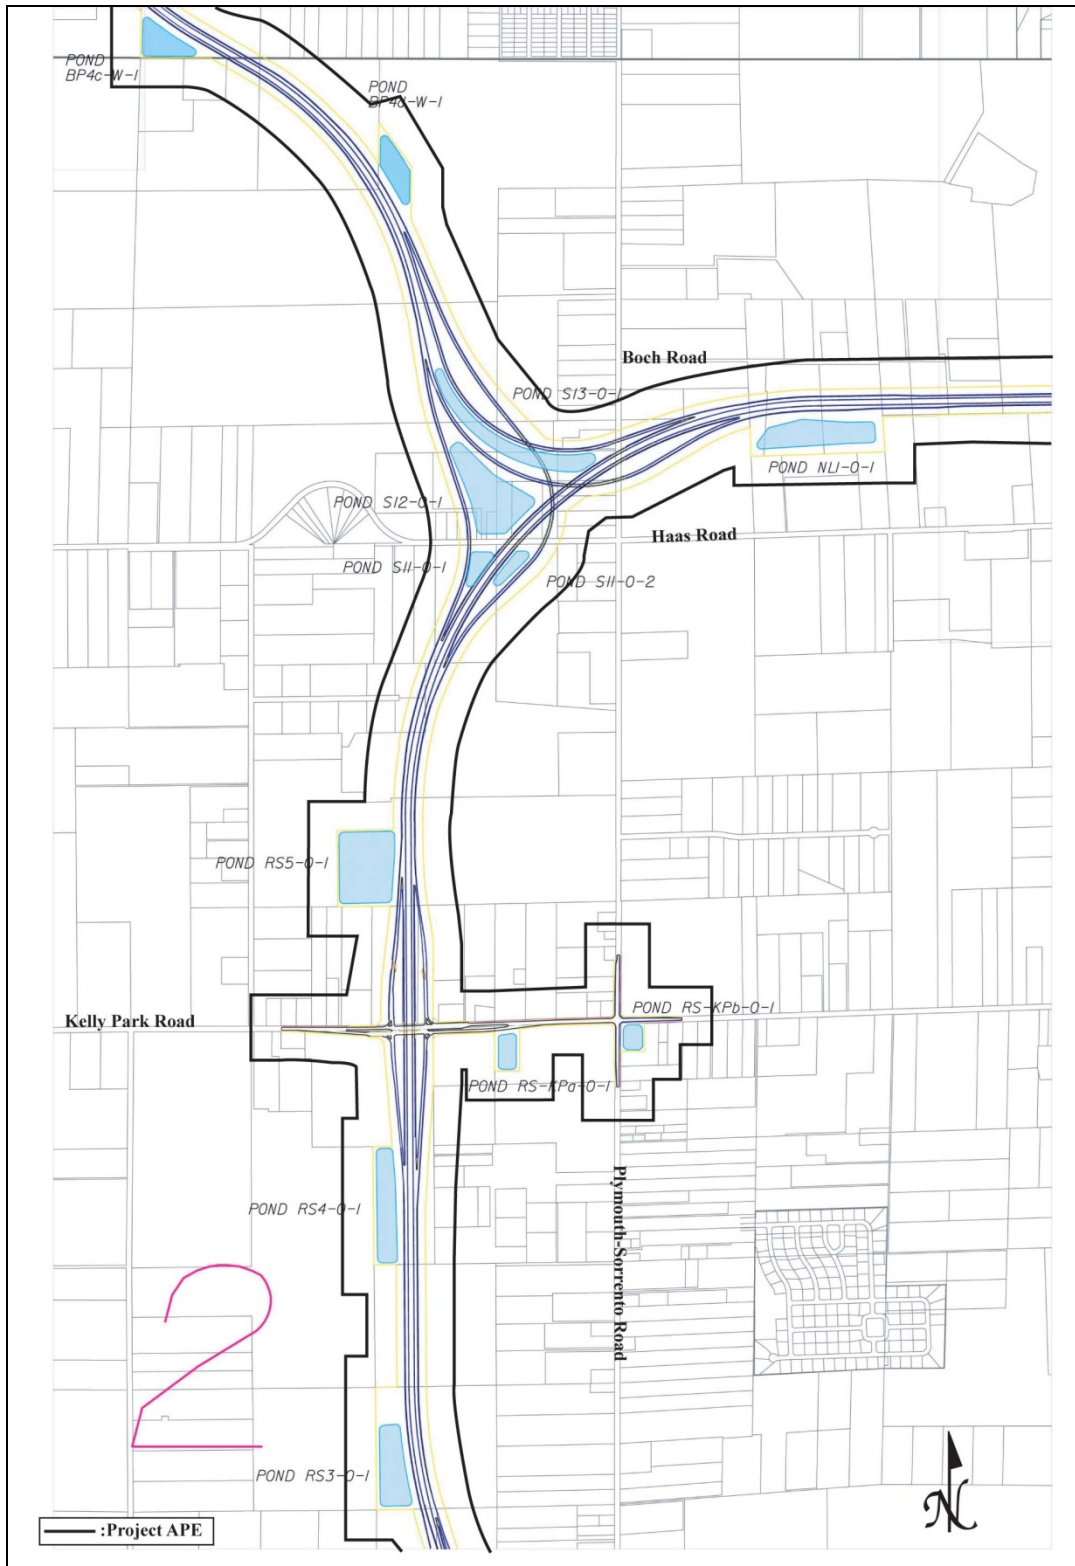 POND
BP4c-W-1
POND
BP4d-W-1
Boch Road
POND S13-O-1
POND NL1-O-1
POND S12-O-1
Haas Road
POND S11-O-1
POND S11-O-2
POND RS5-O-1
POND RS-KPb-O-1
Kelly Park Road
POND RS-KPa-O-1
Plymouth-Sorrento Road
POND RS4-O-1
2
POND RS3-O-1
N
:Project APE